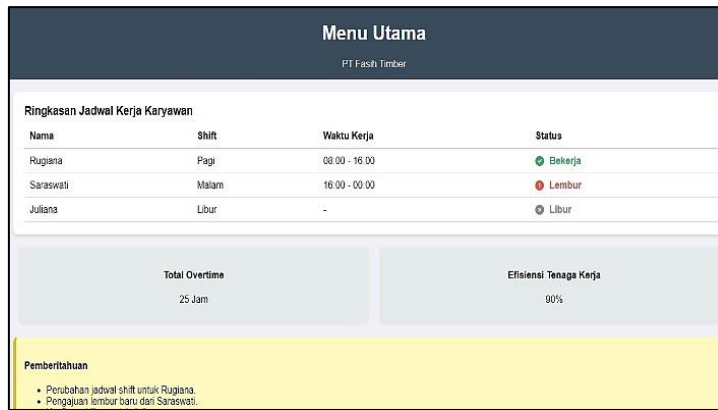 Menu Utama
PT Fasih Timber
Ringkasan Jadwal Kerja Karyawan
Nama Shift Waktu Kerja Status
Rugiana Pagi 08:00 - 16:00 Bekerja
Saraswati Malam 16:00 - 00:00 Lembur
Juliana Libur - Libur
Total Overtime Efisiensi Tenaga Kerja
25 Jam 90%
Pemberitahuan
• Perubahan jadwal shift untuk Rugiana.
• Pengajuan lembur baru dari Saraswati.